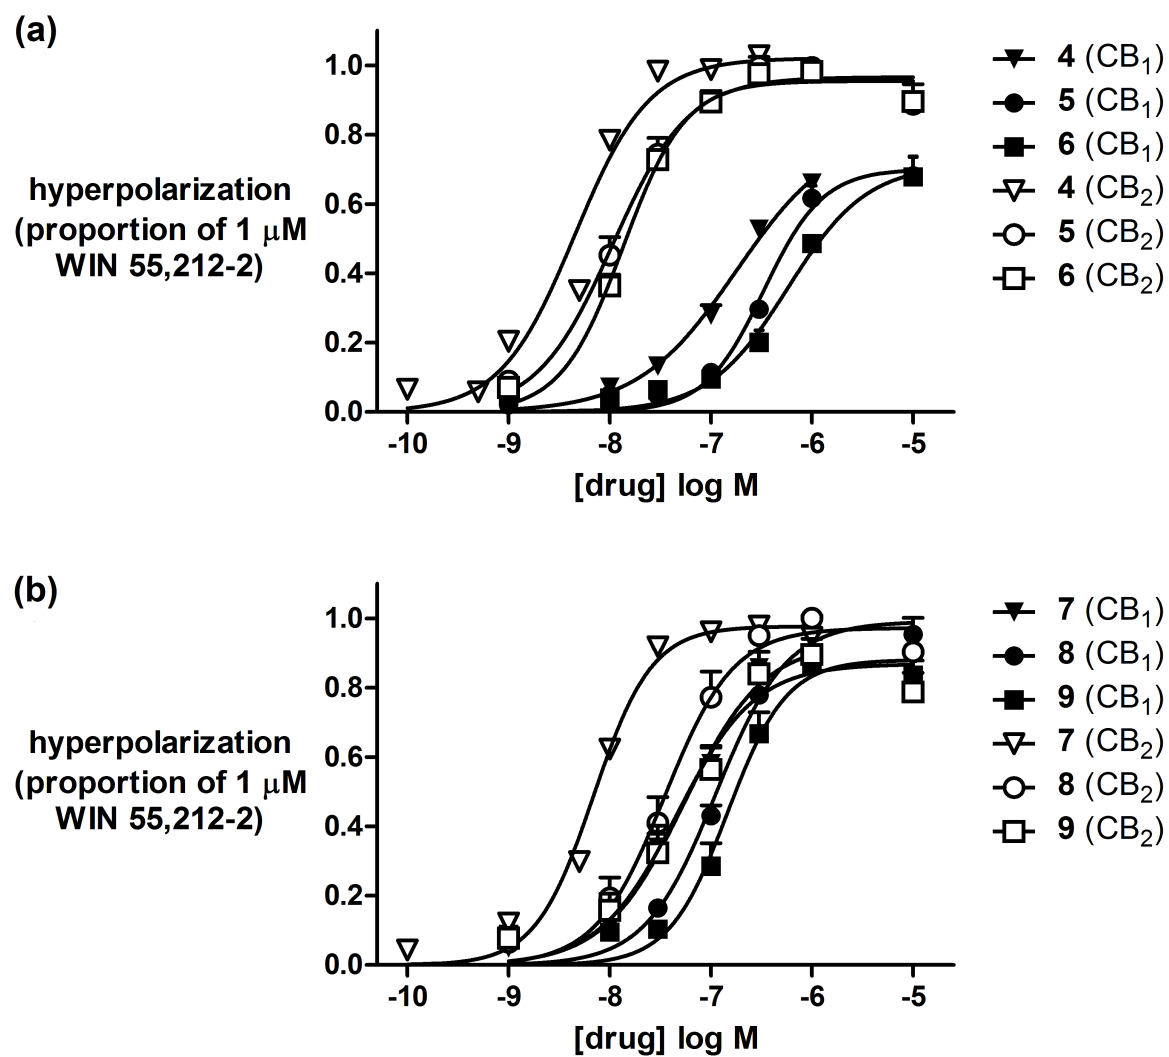 (a)
1.0
0.8
0.6
0.4
0.2
0.0
hyperpolarization
(proportion of 1 μM
WIN 55,212-2)
-10 -9 -8 -7 -6 -5
[drug] log M
4 (CB1)
5 (CB1)
6 (CB1)
4 (CB2)
5 (CB2)
6 (CB2)
(b)
1.0
0.8
0.6
0.4
0.2
0.0
hyperpolarization
(proportion of 1 μM
WIN 55,212-2)
-10 -9 -8 -7 -6 -5
[drug] log M
7 (CB1)
8 (CB1)
9 (CB1)
7 (CB2)
8 (CB2)
9 (CB2)